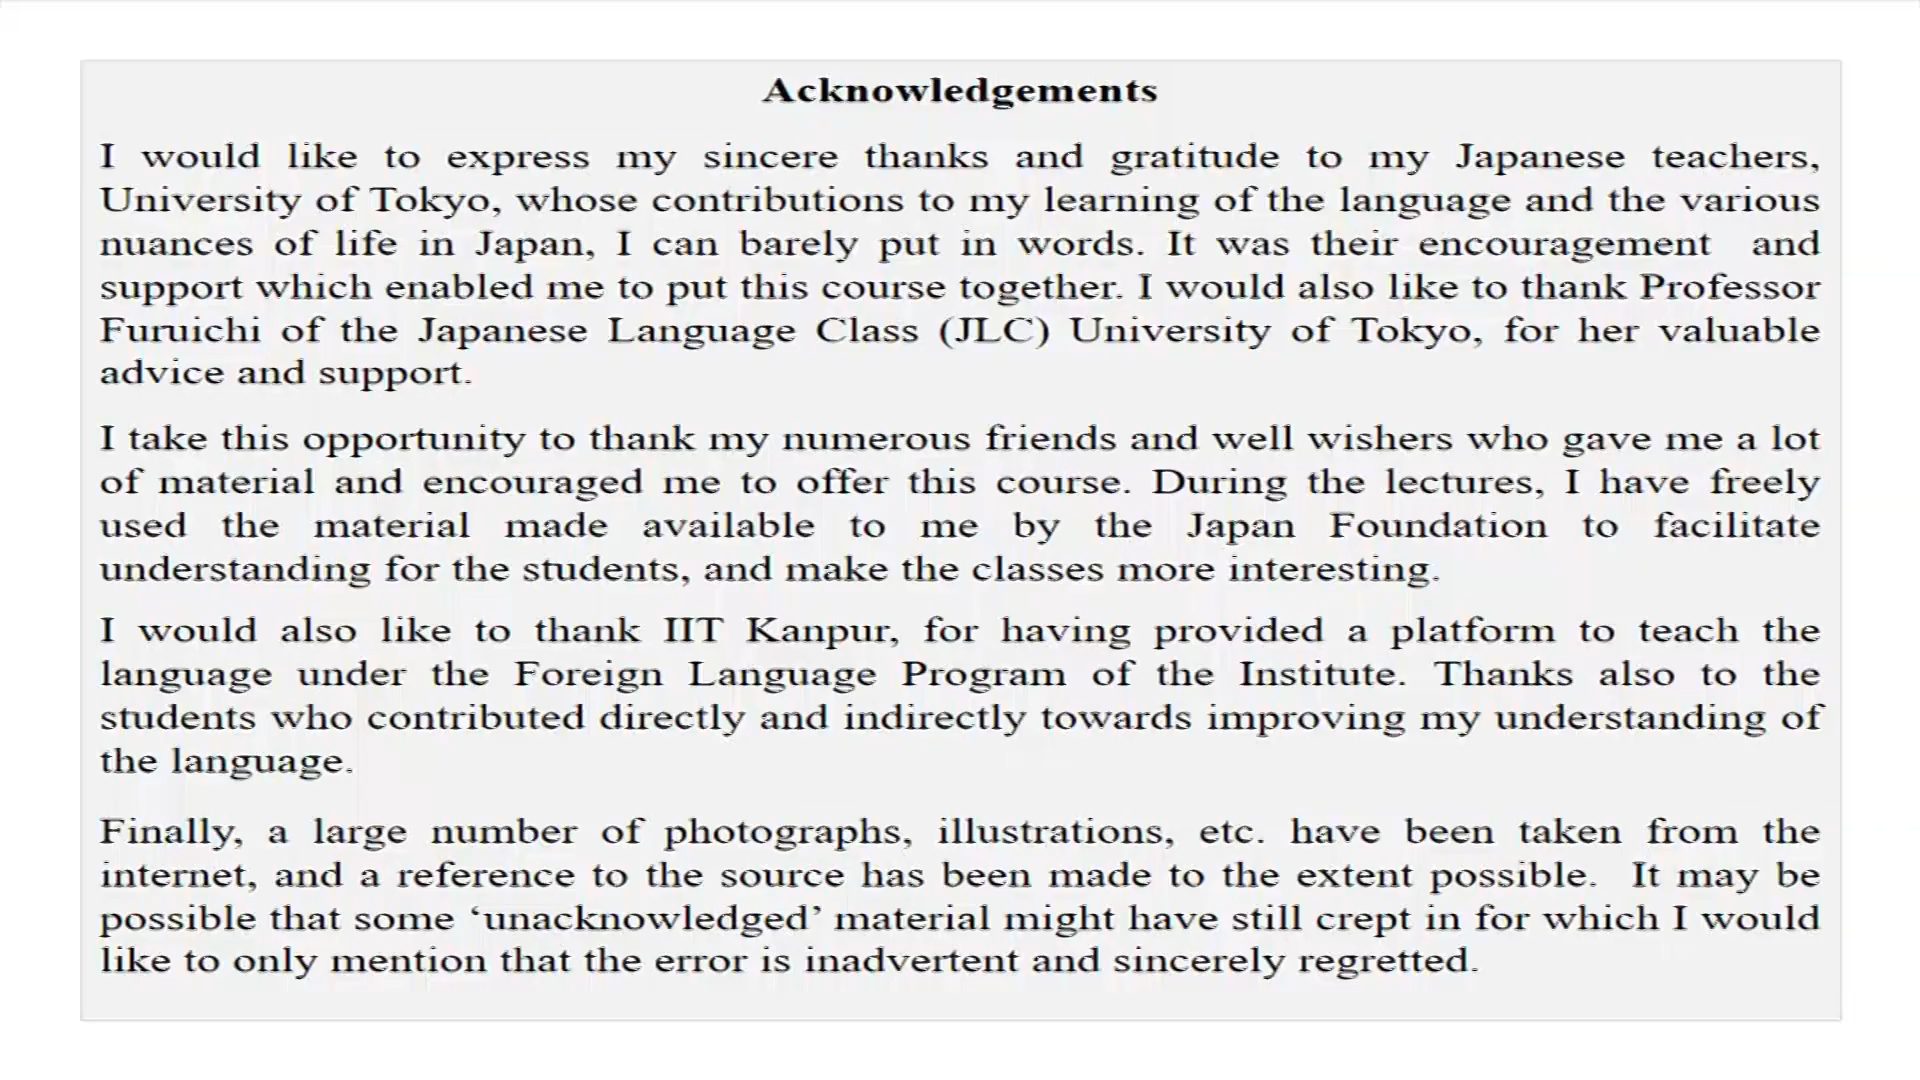 Acknowledgements
I would like to express my sincere thanks and gratitude to my Japanese teachers,
University of Tokyo, whose contributions to my learning of the language and the various
nuances of life in Japan, I can barely put in words. It was their encouragement and
support which enabled me to put this course together. I would also like to thank Professor
Furuichi of the Japanese Language Class (JLC) University of Tokyo, for her valuable
advice and support.
I take this opportunity to thank my numerous friends and well wishers who gave me a lot
of material and encouraged me to offer this course. During the lectures, I have freely
used the material made available to me by the Japan Foundation to facilitate
understanding for the students, and make the classes more interesting.
I would also like to thank IIT Kanpur, for having provided a platform to teach the
language under the Foreign Language Program of the Institute. Thanks also to the
students who contributed directly and indirectly towards improving my understanding of
the language.
Finally, a large number of photographs, illustrations, etc. have been taken from the
internet, and a reference to the source has been made to the extent possible. It may be
possible that some ‘unacknowledged’ material might have still crept in for which I would
like to only mention that the error is inadvertent and sincerely regretted.